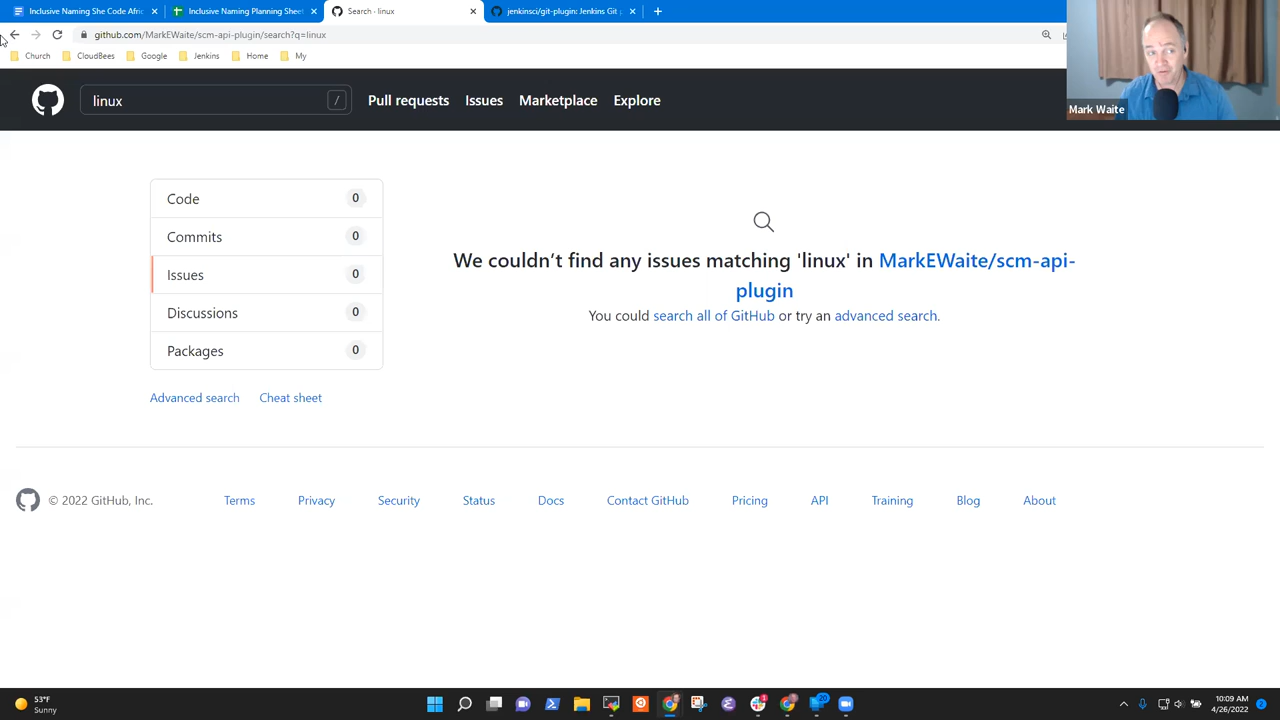 Inclusive Naming She Code Afric
Inclusive Naming Planning Sheet
Search · linux
jenkinsci/git-plugin: Jenkins Git p
github.com/MarkEWaite/scm-api-plugin/search?q=linux
Church
CloudBees
Google
Jenkins
Home
My
linux
/
Pull requests
Issues
Marketplace
Explore
Mark Waite
Code 0
Commits 0
Issues 0
Discussions 0
Packages 0
Advanced search
Cheat sheet
We couldn’t find any issues matching 'linux' in MarkEWaite/scm-api-
plugin
You could search all of GitHub or try an advanced search.
© 2022 GitHub, Inc.
Terms
Privacy
Security
Status
Docs
Contact GitHub
Pricing
API
Training
Blog
About
53°F
Sunny
20
10:09 AM
4/26/2022
2